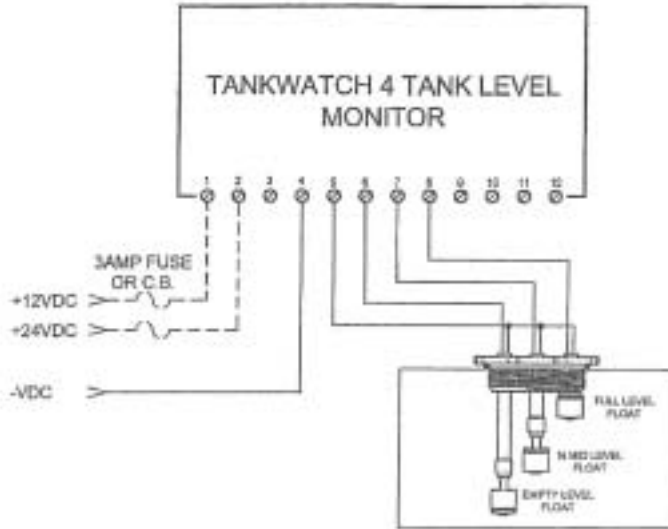 TANKWATCH 4 TANK LEVEL
MONITOR
1 2 3 4 5 6 7 8 9 10 11 12
3AMP FUSE
OR C.B.
+12VDC
+24VDC
-VDC
FULL LEVEL
FLOAT
MID LEVEL
FLOAT
EMPTY LEVEL
FLOAT